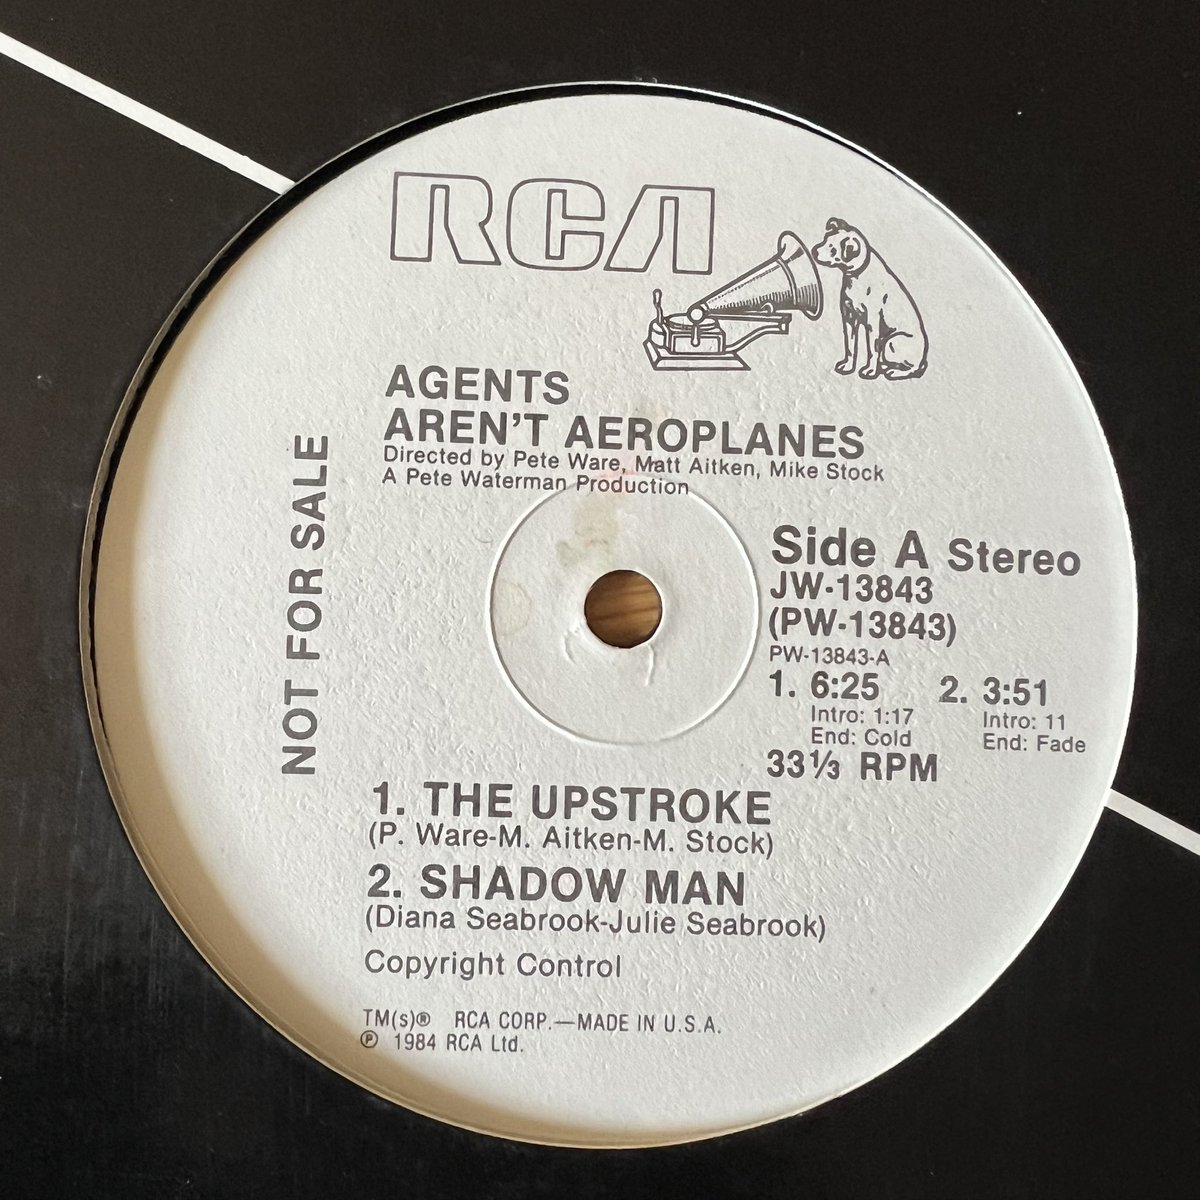 RCA
AGENTS
AREN'T AEROPLANES
Directed by Pete Ware, Matt Aitken, Mike Stock
A Pete Waterman Production
NOT FOR SALE
Side A Stereo
JW-13843
(PW-13843)
PW-13843-A
1. 6:25 2. 3:51
Intro: 1:17 Intro: 11
End: Cold End: Fade
33⅓ RPM
1. THE UPSTROKE
(P. Ware-M. Aitken-M. Stock)
2. SHADOW MAN
(Diana Seabrook-Julie Seabrook)
Copyright Control
TM(s)® RCA CORP.—MADE IN U.S.A.
℗ 1984 RCA Ltd.